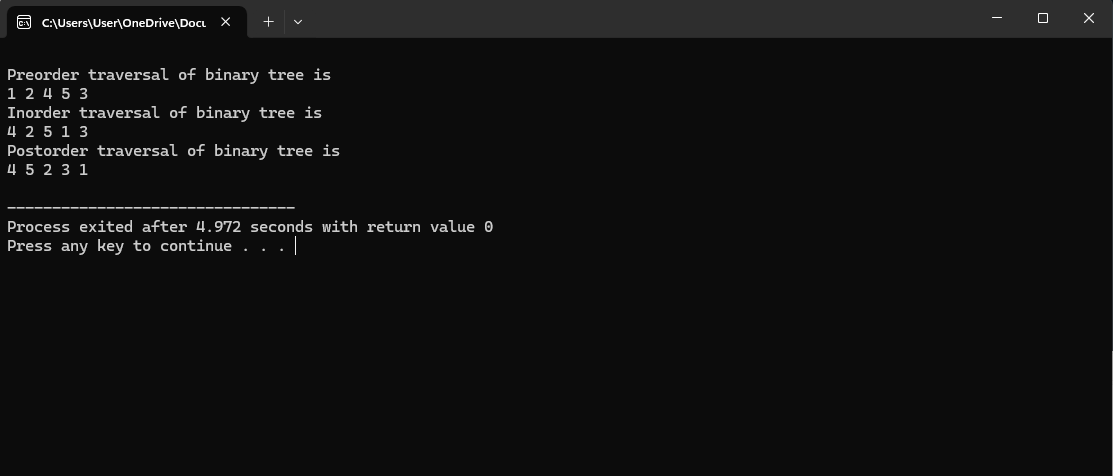 C:\Users\User\OneDrive\Docu
Preorder traversal of binary tree is
1 2 4 5 3
Inorder traversal of binary tree is
4 2 5 1 3
Postorder traversal of binary tree is
4 5 2 3 1
--------------------------------
Process exited after 4.972 seconds with return value 0
Press any key to continue . . .